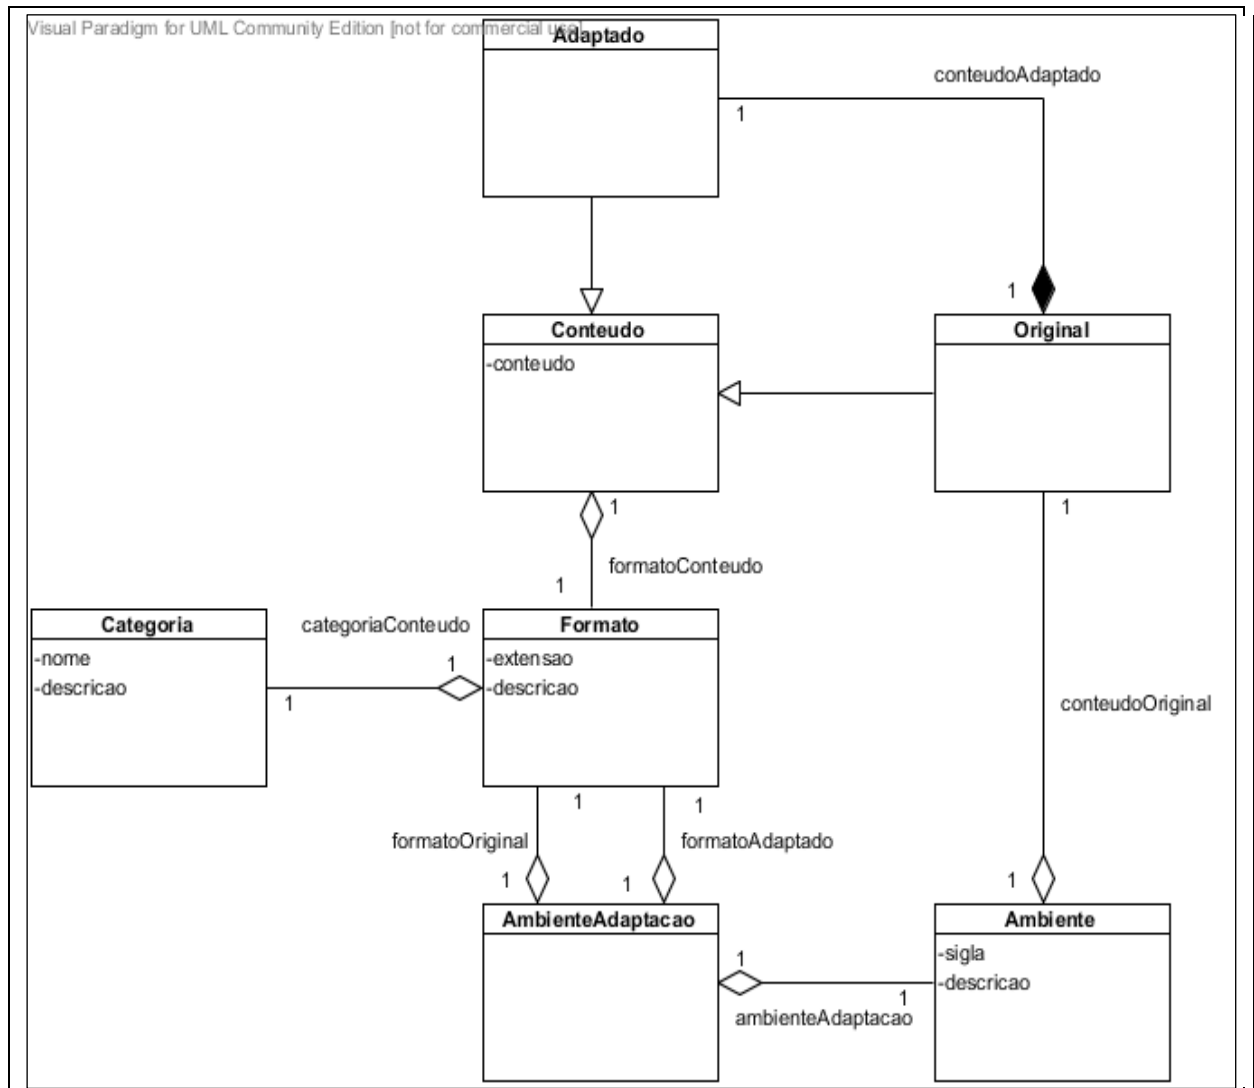 Visual Paradigm for UML Community Edition [not for commercial use]
Adaptado
conteudoAdaptado
1
1
Conteudo
-conteudo
Original
1
1
formatoConteudo
1
Categoria
-nome
-descricao
categoriaConteudo
1
1
Formato
-extensao
-descricao
conteudoOriginal
1
1
formatoOriginal
formatoAdaptado
1
1
1
AmbienteAdaptacao
Ambiente
-sigla
-descricao
1
1
ambienteAdaptacao